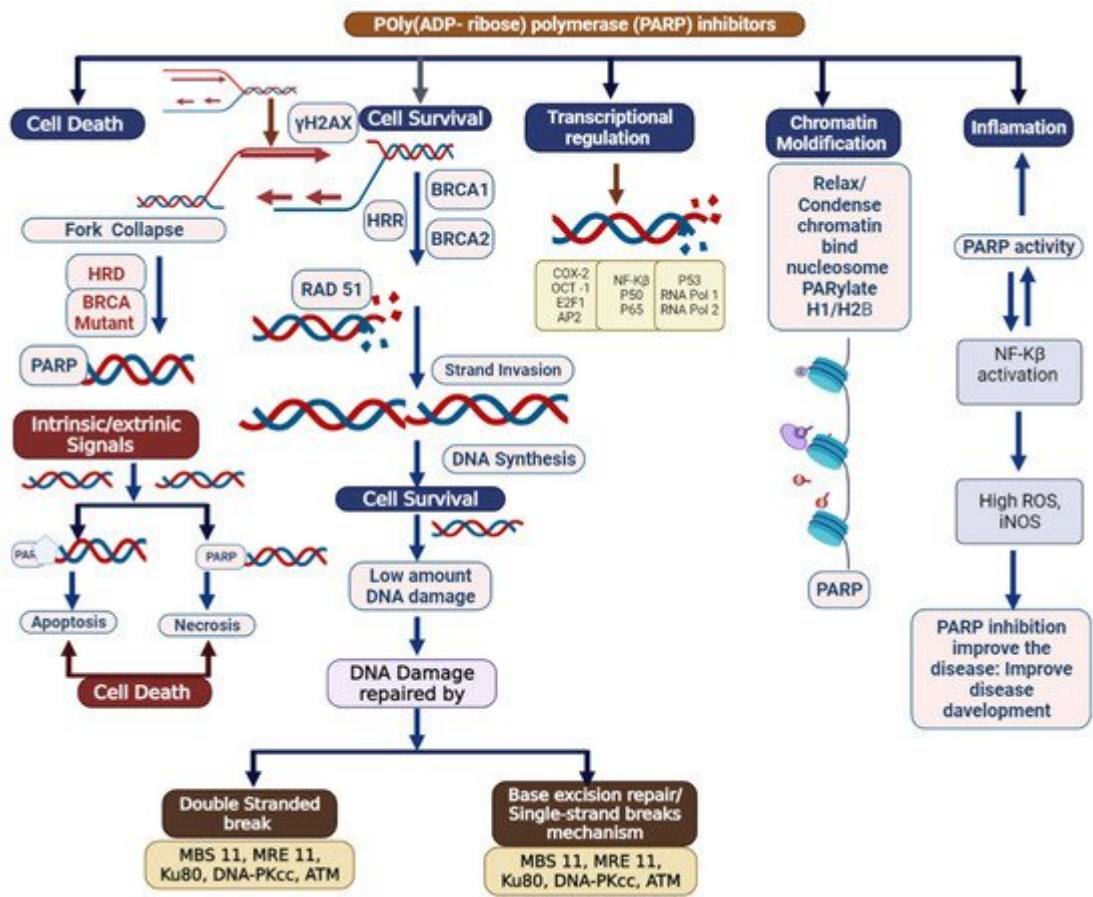 POly(ADP- ribose) polymerase (PARP) inhibitors
Cell Death
γH2AX
Cell Survival
Transcriptional
regulation
Chromatin
Moldification
Inflamation
Fork Collapse
HRD
BRCA
Mutant
PARP
Intrinsic/extrinic
Signals
PAR
PARP
Apoptosis
Necrosis
Cell Death
BRCA1
HRR
BRCA2
RAD 51
Strand Invasion
DNA Synthesis
Cell Survival
Low amount
DNA damage
DNA Damage
repaired by
Double Stranded
break
MBS 11, MRE 11,
Ku80, DNA-PKcc, ATM
Base excision repair/
Single-strand breaks
mechanism
MBS 11, MRE 11,
Ku80, DNA-PKcc, ATM
COX-2
OCT -1
E2F1
AP2
NF-Kβ
P50
P65
P53
RNA Pol 1
RNA Pol 2
Relax/
Condense
chromatin
bind
nucleosome
PARylate
H1/H2B
PARP
PARP activity
NF-Kβ
activation
High ROS,
iNOS
PARP inhibition
improve the
disease: Improve
disease
davelopment